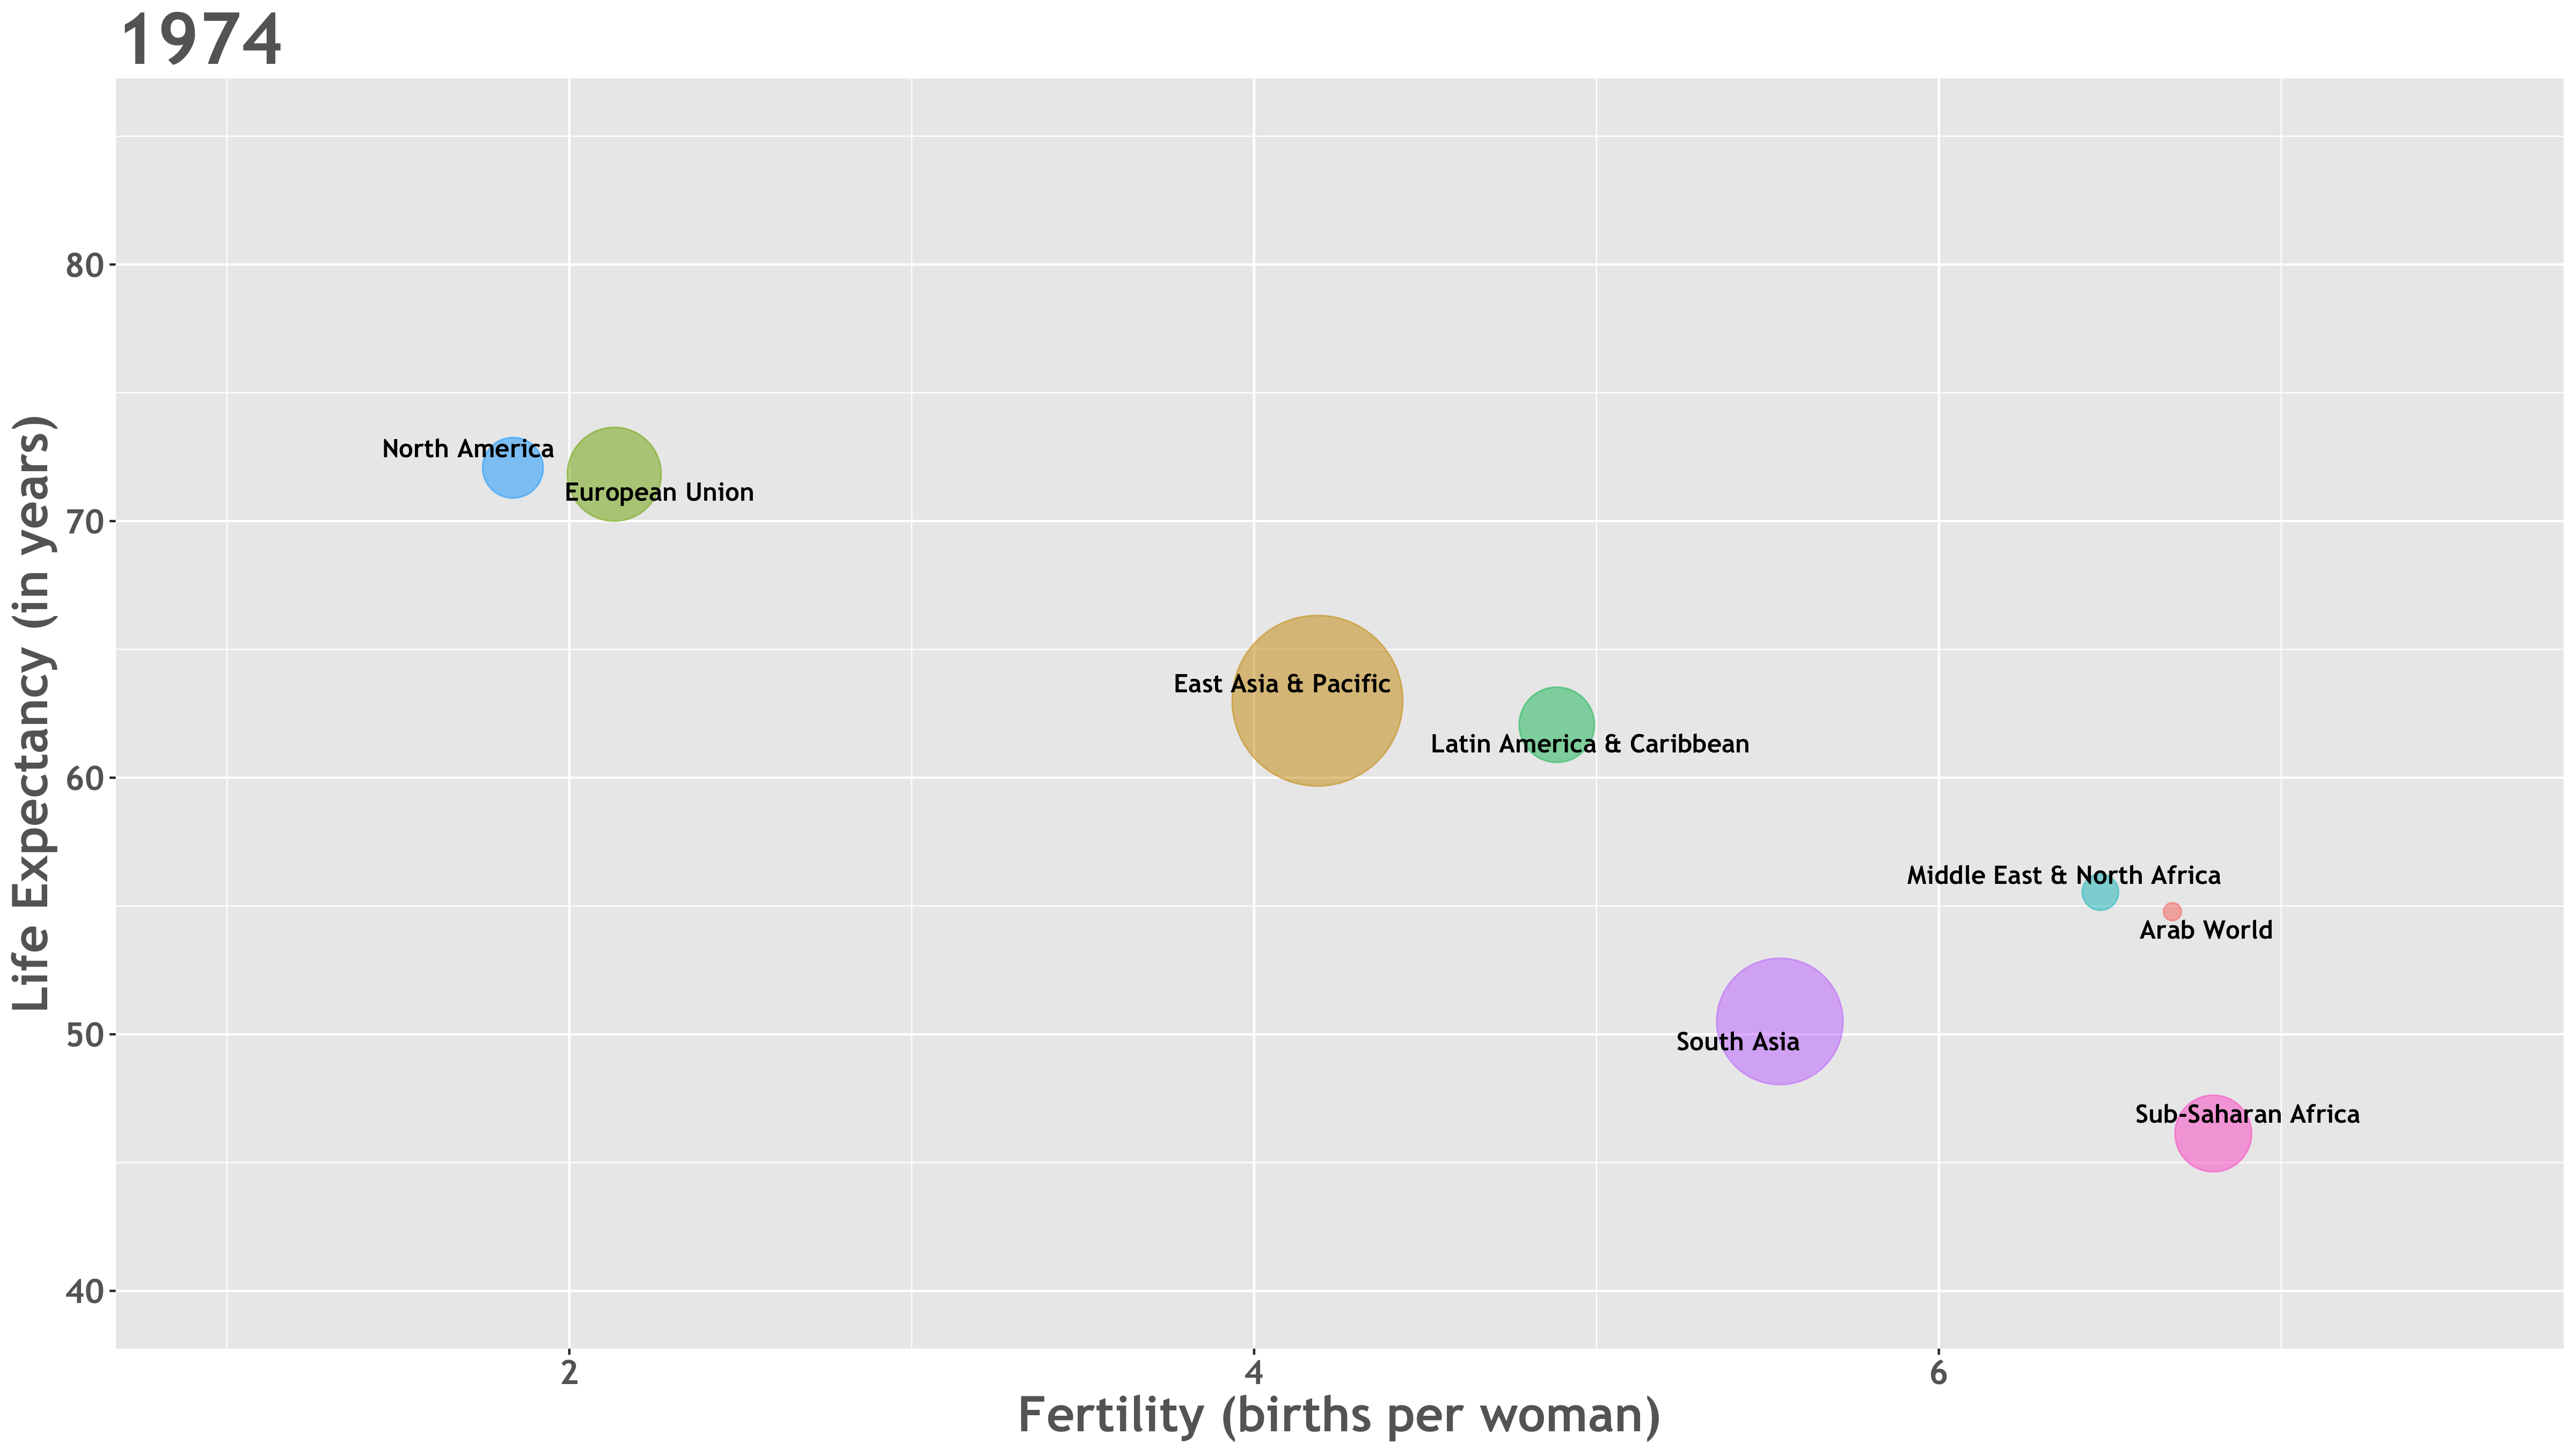 1974
80
70
60
50
40
Life Expectancy (in years)
North America
European Union
East Asia & Pacific
Latin America & Caribbean
Middle East & North Africa
Arab World
South Asia
Sub-Saharan Africa
2
4
6
Fertility (births per woman)